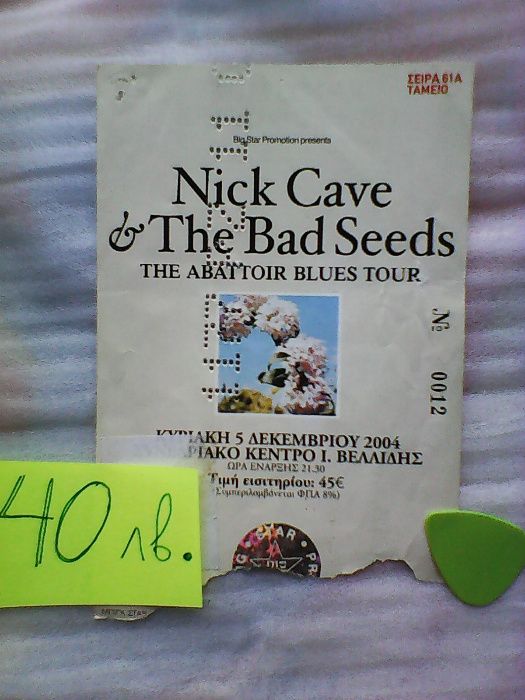 ΣΕΙΡΑ 61Α
ΤΑΜΕΙΟ
Big Star Promotion presents
Nick Cave
& The Bad Seeds
THE ABATTOIR BLUES TOUR
№ 0012
ΚΥΡΙΑΚΗ 5 ΔΕΚΕΜΒΡΙΟΥ 2004
ΚΕΝΤΡΟ Ι. ΒΕΛΛΙΔΗΣ
ΩΡΑ ΕΝΑΡΞΗΣ 21.30
Τιμή εισιτηρίου: 45€
(Συμπεριλαμβάνεται ΦΠΑ 8%)
40 лв.
STAR